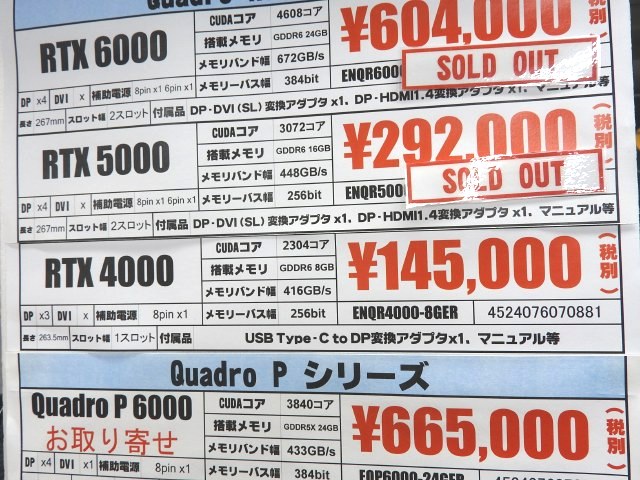 Quadro
RTX 6000
CUDAコア 4608コア
搭載メモリ GDDR6 24GB
メモリバンド幅 672GB/s
メモリーバス幅 384bit
¥604,000
(税別)
ENQR6000
SOLD OUT
DP x4 DVI x 補助電源 8pin x1 6pin x1
長さ 267mm スロット幅 2スロット 付属品 DP-DVI(SL)変換アダプタx1、DP-HDMI1.4変換アダプタx1、マニュアル等
RTX 5000
CUDAコア 3072コア
搭載メモリ GDDR6 16GB
メモリバンド幅 448GB/s
メモリーバス幅 256bit
¥292,000
(税別)
ENQR500
SOLD OUT
DP x4 DVI x 補助電源 8pin x1 6pin x1
長さ 267mm スロット幅 2スロット 付属品 DP-DVI(SL)変換アダプタx1、DP-HDMI1.4変換アダプタx1、マニュアル等
RTX 4000
CUDAコア 2304コア
搭載メモリ GDDR6 8GB
メモリバンド幅 416GB/s
メモリーバス幅 256bit
¥145,000
(税別)
ENQR4000-8GER 4524076070881
DP x3 DVI x 補助電源 8pin x1
長さ 263.5mm スロット幅 1スロット 付属品 USB Type-C to DP変換アダプタx1、マニュアル等
Quadro P シリーズ
Quadro P 6000
お取り寄せ
CUDAコア 3840コア
搭載メモリ GDDR5X 24GB
メモリバンド幅 433GB/s
メモリーバス幅 384bit
¥665,000
(税別)
EQP6000-24GER
DP x4 DVI x1 補助電源 8pin x1